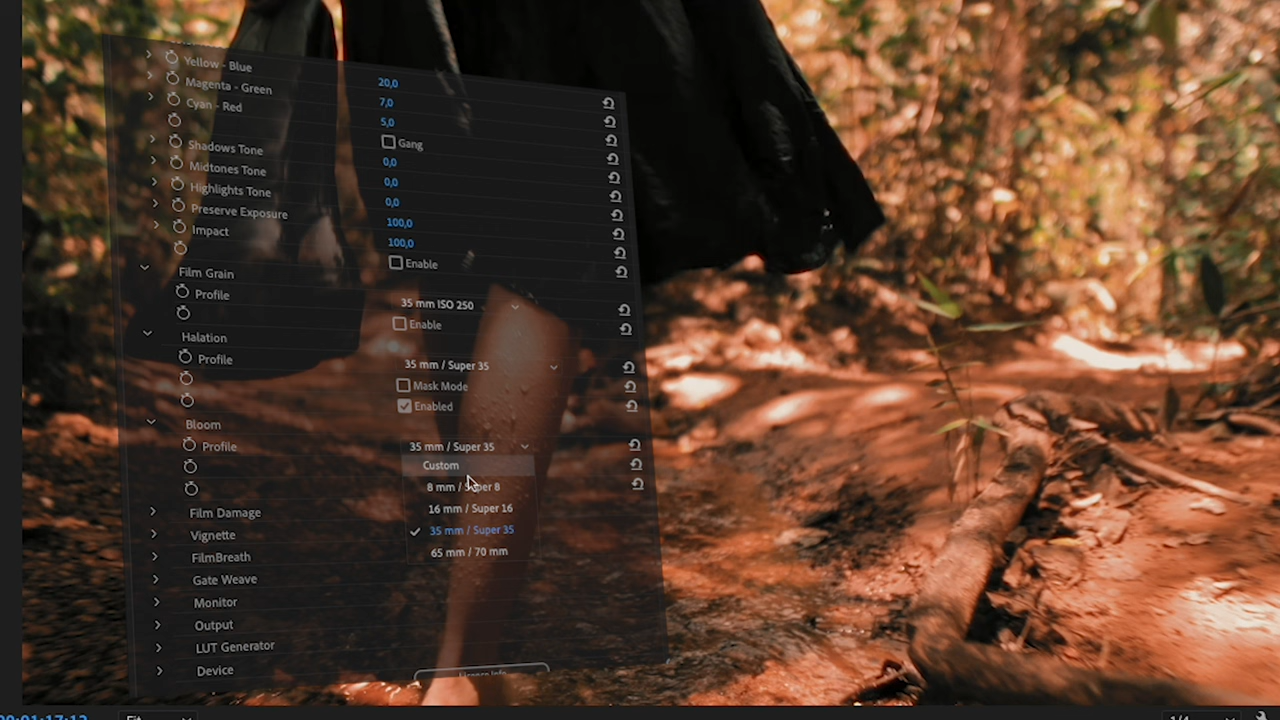 Yellow - Blue
20,0
Magenta - Green
7,0
Cyan - Red
5,0
Gang
Shadows Tone
0,0
Midtones Tone
0,0
Highlights Tone
0,0
Preserve Exposure
100,0
Impact
100,0
Enable
Film Grain
Profile
35 mm ISO 250
Enable
Halation
Profile
35 mm / Super 35
Mask Mode
Enabled
Bloom
Profile
35 mm / Super 35
Custom
8 mm / Super 8
16 mm / Super 16
35 mm / Super 35
65 mm / 70 mm
Film Damage
Vignette
FilmBreath
Gate Weave
Monitor
Output
LUT Generator
Device